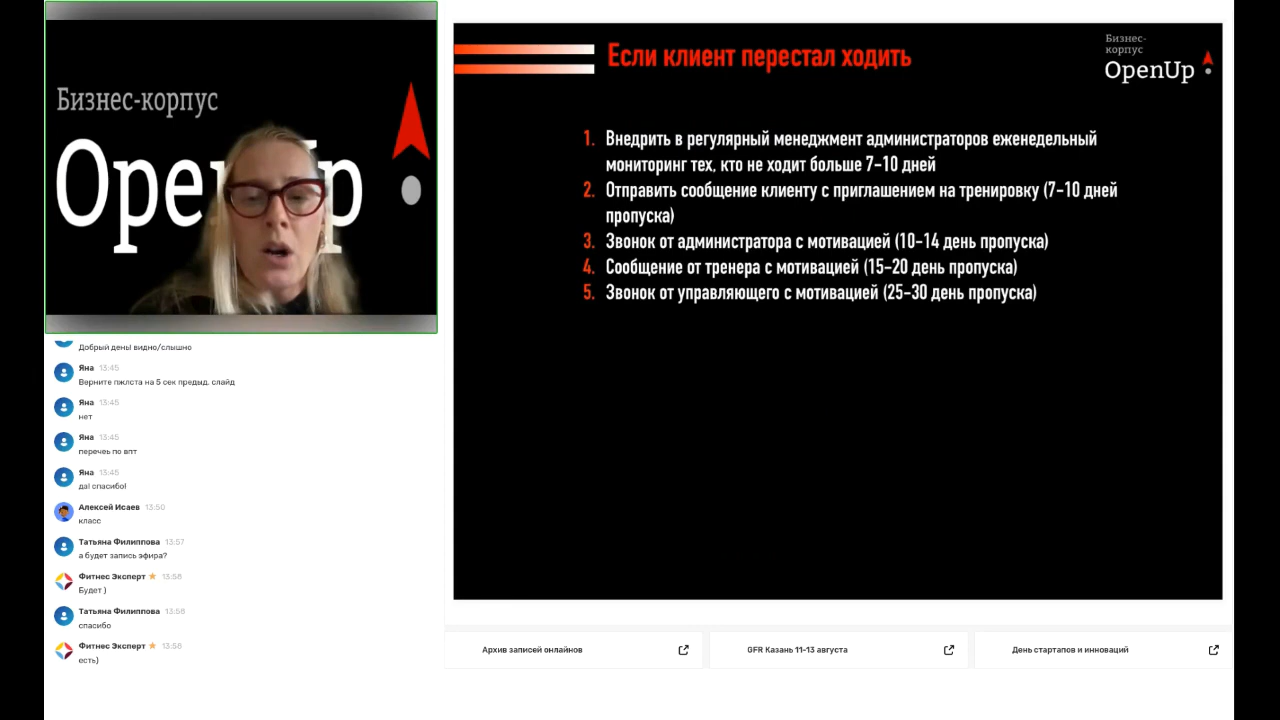 Бизнес-корпус
Если клиент перестал ходить
Бизнес-
корпус
OpenUp
1. Внедрить в регулярный менеджмент администраторов еженедельный
мониторинг тех, кто не ходит больше 7-10 дней
2. Отправить сообщение клиенту с приглашением на тренировку (7-10 дней
пропуска)
3. Звонок от администратора с мотивацией (10-14 день пропуска)
4. Сообщение от тренера с мотивацией (15-20 день пропуска)
5. Звонок от управляющего с мотивацией (25-30 день пропуска)
Добрый день! видно/слышно
Яна 13:45
Верните пжлста на 5 сек предыд. слайд
Яна 13:45
нет
Яна 13:45
перечеь по впт
Яна 13:45
да! спасибо!
Алексей Исаев 13:50
класс
Татьяна Филиппова 13:57
а будет запись эфира?
Фитнес Эксперт 13:58
Будет )
Татьяна Филиппова 13:58
спасибо
Фитнес Эксперт 13:58
есть)
Архив записей онлайнов
GFR Казань 11-13 августа
День стартапов и инноваций